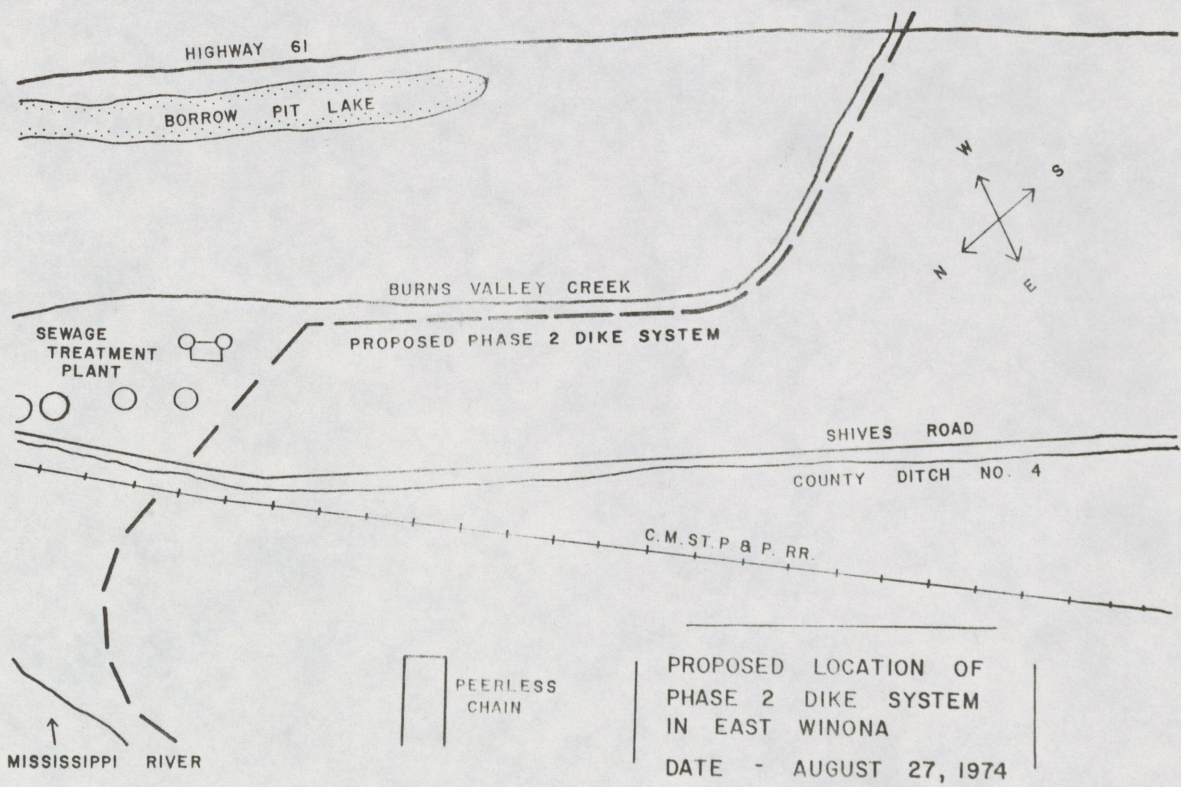 HIGHWAY 61
BORROW PIT LAKE
W
S
N
E
BURNS VALLEY CREEK
PROPOSED PHASE 2 DIKE SYSTEM
SEWAGE
TREATMENT
PLANT
SHIVES ROAD
COUNTY DITCH NO. 4
C.M.ST.P & P. RR.
PEERLESS
CHAIN
MISSISSIPPI RIVER
PROPOSED LOCATION OF
PHASE 2 DIKE SYSTEM
IN EAST WINONA
DATE - AUGUST 27, 1974